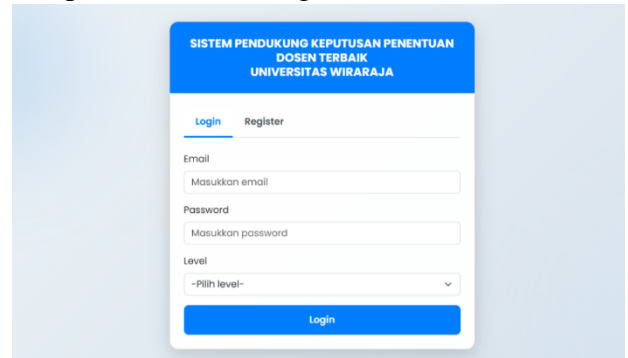 SISTEM PENDUKUNG KEPUTUSAN PENENTUAN
DOSEN TERBAIK
UNIVERSITAS WIRARAJA
Login Register
Email
Masukkan email
Password
Masukkan password
Level
-Pilih level-
Login